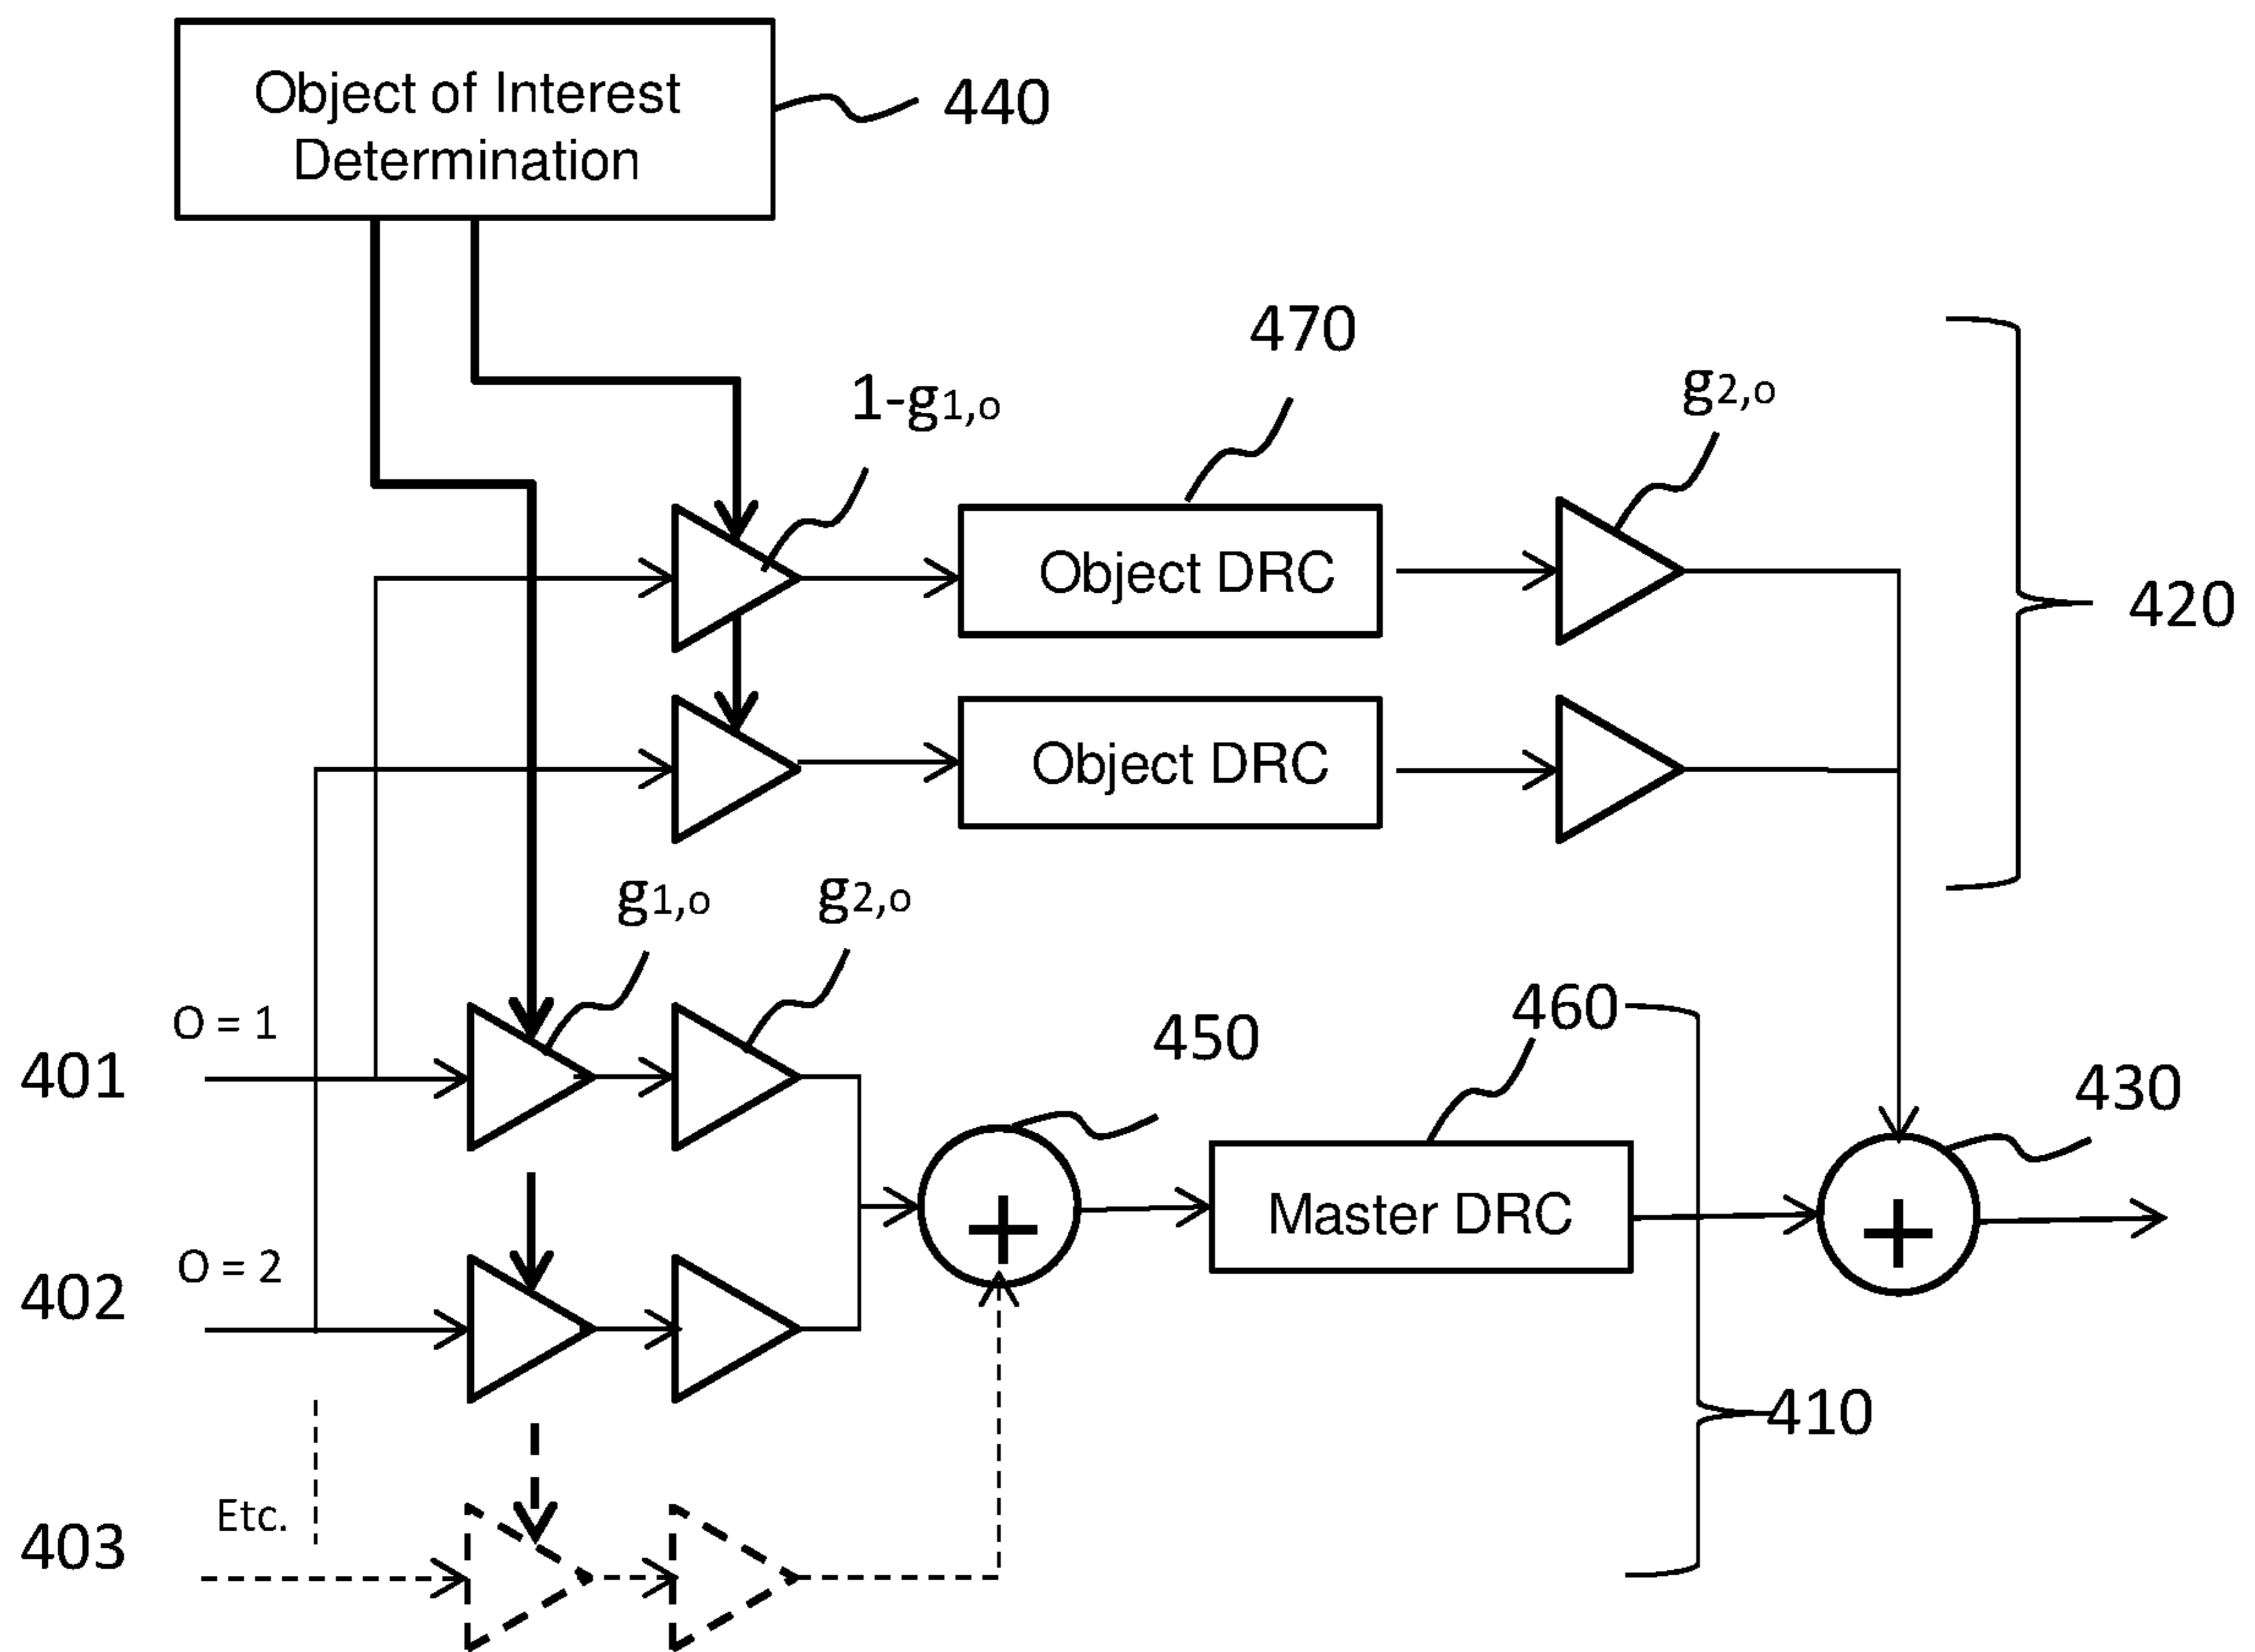 Object of Interest
Determination
440
470
1-g1,o
g2,o
Object DRC
420
Object DRC
g1,o
g2,o
460
450
O = 1
401
430
Master DRC
O = 2
402
410
Etc.
403